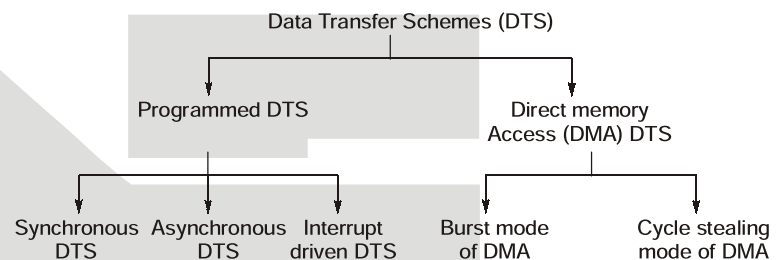 Data Transfer Schemes (DTS)
Programmed DTS
Direct memory
Access (DMA) DTS
Synchronous
DTS
Asynchronous
DTS
Interrupt
driven DTS
Burst mode
of DMA
Cycle stealing
mode of DMA